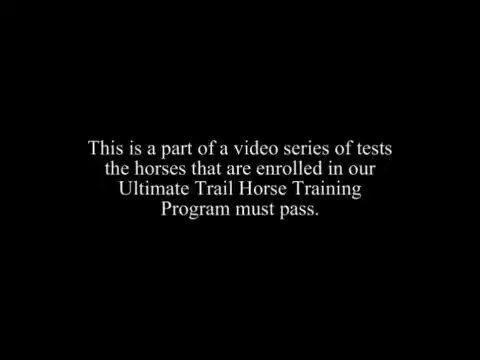 This is a part of a video series of tests
the horses that are enrolled in our
Ultimate Trail Horse Training
Program must pass.